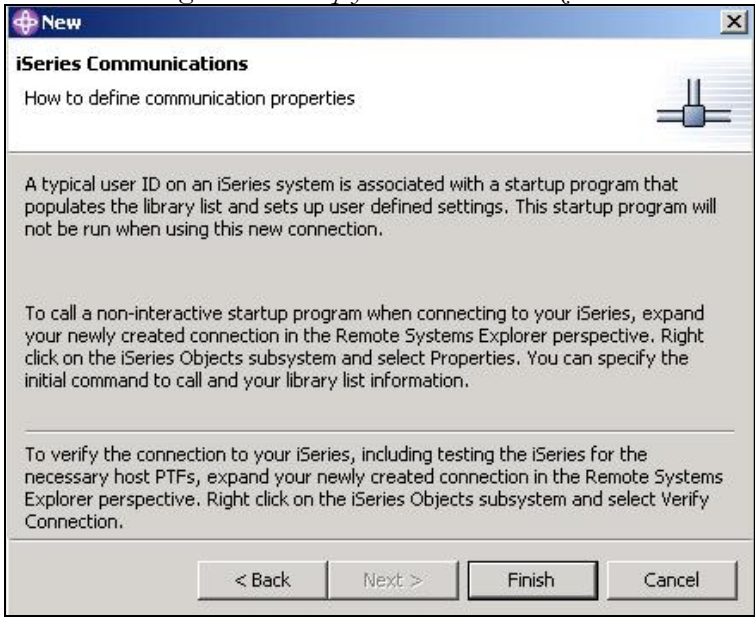 New
iSeries Communications
How to define communication properties
A typical user ID on an iSeries system is associated with a startup program that
populates the library list and sets up user defined settings. This startup program will
not be run when using this new connection.
To call a non-interactive startup program when connecting to your iSeries, expand
your newly created connection in the Remote Systems Explorer perspective. Right
click on the iSeries Objects subsystem and select Properties. You can specify the
initial command to call and your library list information.
To verify the connection to your iSeries, including testing the iSeries for the
necessary host PTFs, expand your newly created connection in the Remote Systems
Explorer perspective. Right click on the iSeries Objects subsystem and select Verify
Connection.
< Back Next > Finish Cancel